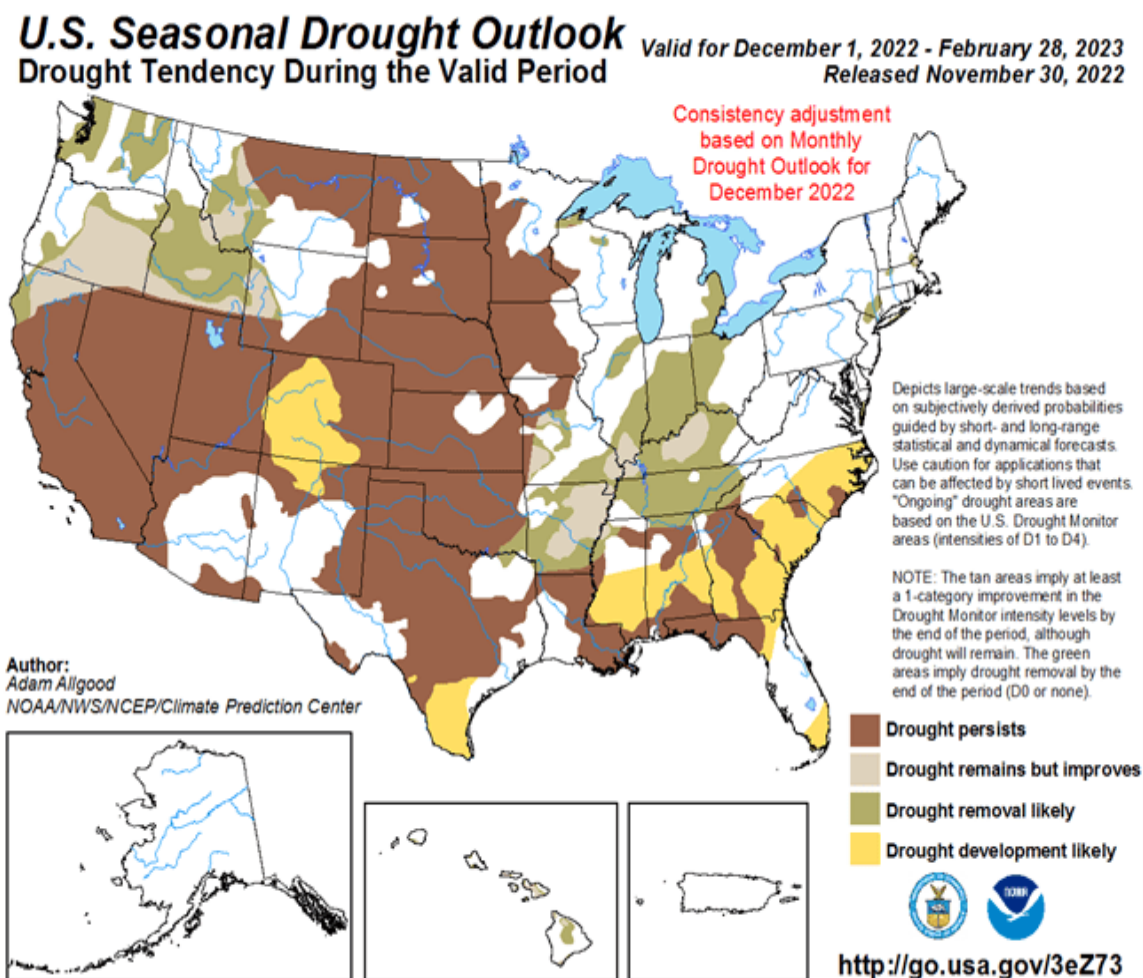 U.S. Seasonal Drought Outlook
Drought Tendency During the Valid Period
Valid for December 1, 2022 - February 28, 2023
Released November 30, 2022
Consistency adjustment
based on Monthly
Drought Outlook for
December 2022
Depicts large-scale trends based
on subjectively derived probabilities
guided by short- and long-range
statistical and dynamical forecasts.
Use caution for applications that
can be affected by short lived events.
"Ongoing" drought areas are
based on the U.S. Drought Monitor
areas (intensities of D1 to D4).
NOTE: The tan areas imply at least
a 1-category improvement in the
Drought Monitor intensity levels by
the end of the period, although
drought will remain. The green
areas imply drought removal by the
end of the period (D0 or none).
Author:
Adam Allgood
NOAA/NWS/NCEP/Climate Prediction Center
Drought persists
Drought remains but improves
Drought removal likely
Drought development likely
NOAA
http://go.usa.gov/3eZ73